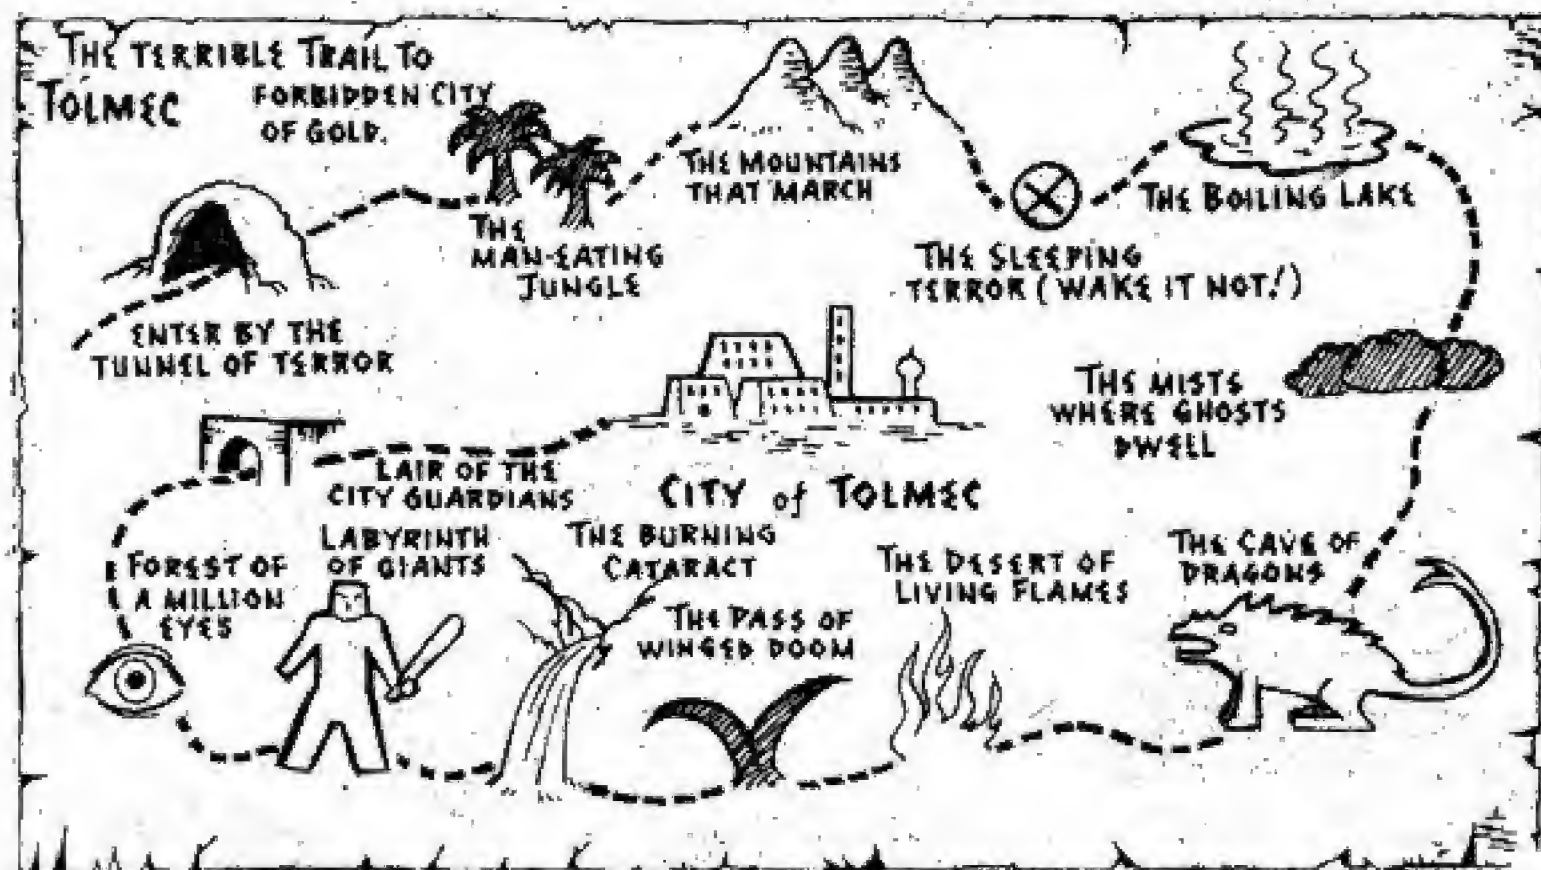 THE TERRIBLE TRAIL TO
TOLMEC
FORBIDDEN CITY
OF GOLD.
ENTER BY THE
TUNNEL OF TERROR
THE
MAN-EATING
JUNGLE
THE MOUNTAINS
THAT MARCH
THE SLEEPING
TERROR (WAKE IT NOT!)
THE BOILING LAKE
THE MISTS
WHERE GHOSTS
DWELL
THE CAVE OF
DRAGONS
THE DESERT OF
LIVING FLAMES
THE PASS OF
WINGED DOOM
THE BURNING
CATARACT
LABYRINTH
OF GIANTS
FOREST OF
A MILLION
EYES
LAIR OF THE
CITY GUARDIANS
CITY of TOLMEC